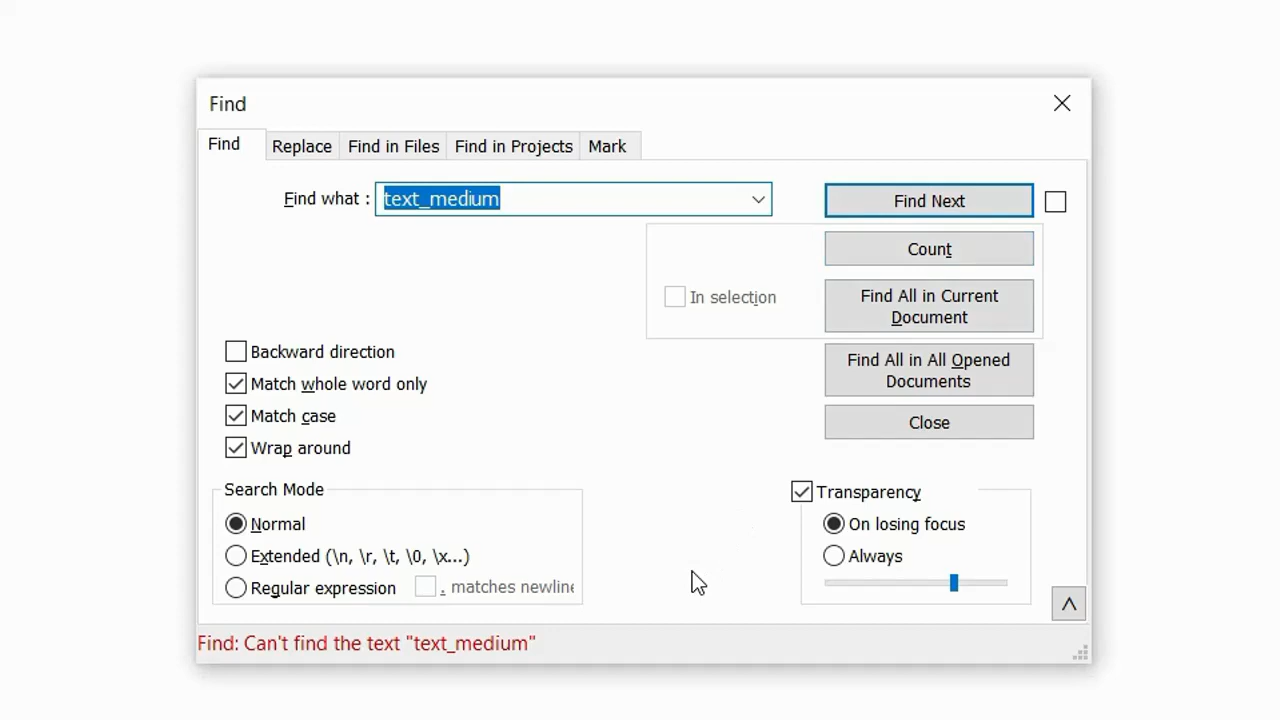 Find
Find Replace Find in Files Find in Projects Mark
Find what : text_medium
Find Next
Count
In selection
Find All in Current
Document
Backward direction
Find All in All Opened
Documents
Match whole word only
Match case
Close
Wrap around
Search Mode
Transparency
Normal
On losing focus
Extended (\n, \r, \t, \0, \x...)
Always
Regular expression
. matches newline
Find: Can't find the text "text_medium"